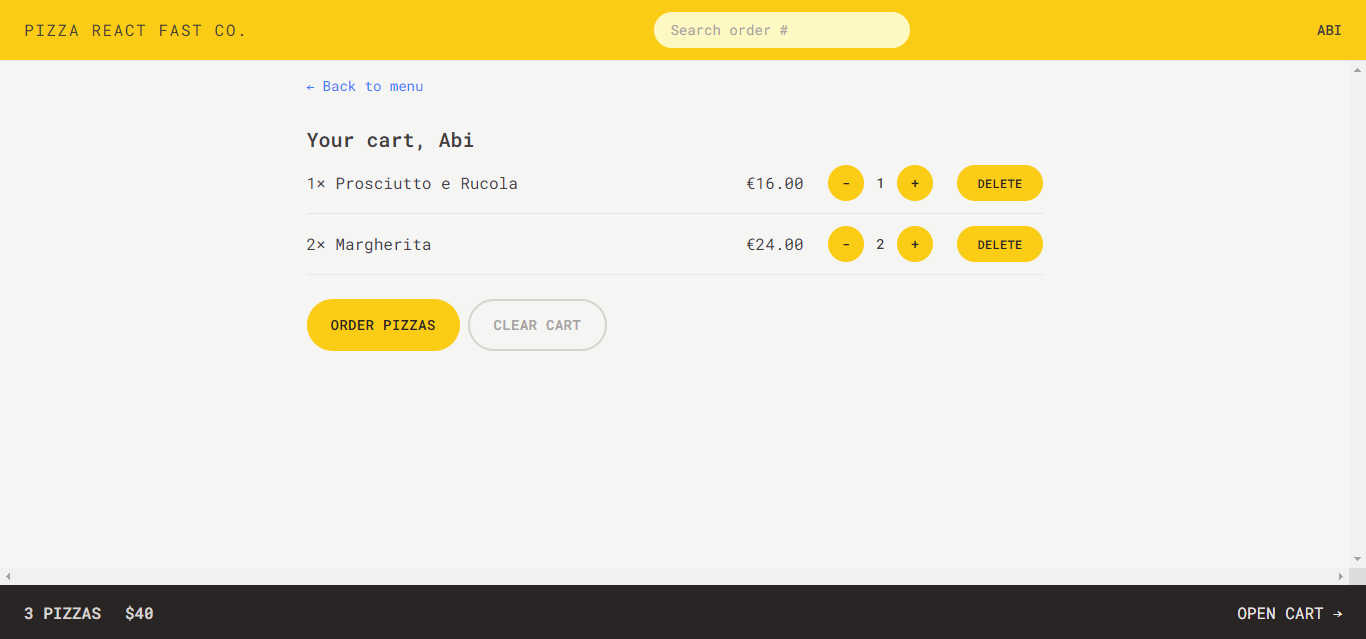 PIZZA REACT FAST CO. Search order # ABI
← Back to menu
Your cart, Abi
1× Prosciutto e Rucola €16.00 - 1 + DELETE
2× Margherita €24.00 - 2 + DELETE
ORDER PIZZAS CLEAR CART
3 PIZZAS $40 OPEN CART →